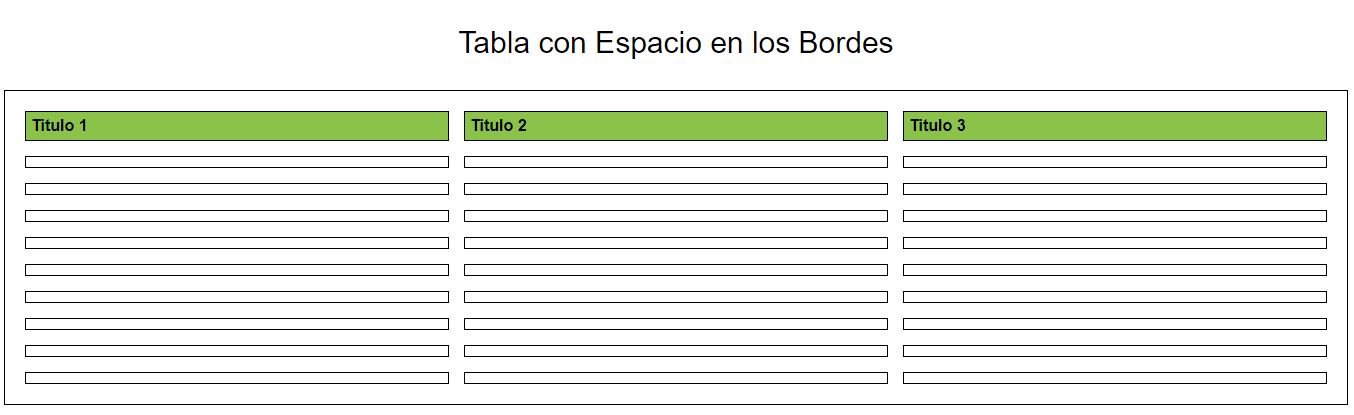 Tabla con Espacio en los Bordes
Titulo 1 Titulo 2 Titulo 3